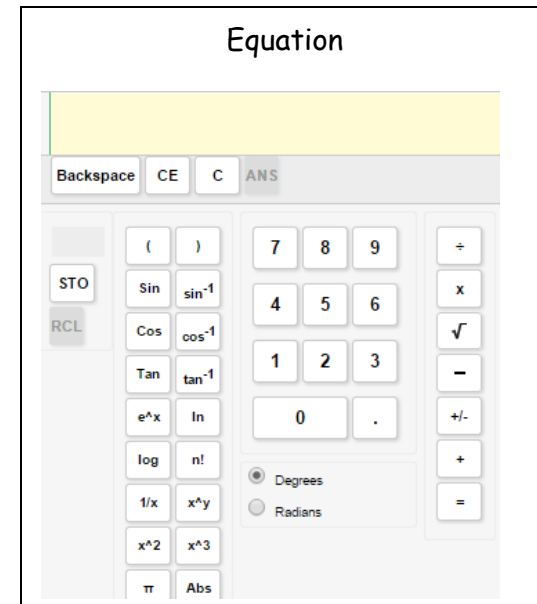 Equation
Backspace CE C ANS
( ) 7 8 9 ÷
STO Sin sin-1 4 5 6 x
RCL Cos cos-1 √
Tan tan-1 1 2 3 −
e^x ln 0 . +/-
log n! +
Degrees
1/x x^y Radians =
x^2 x^3
π Abs